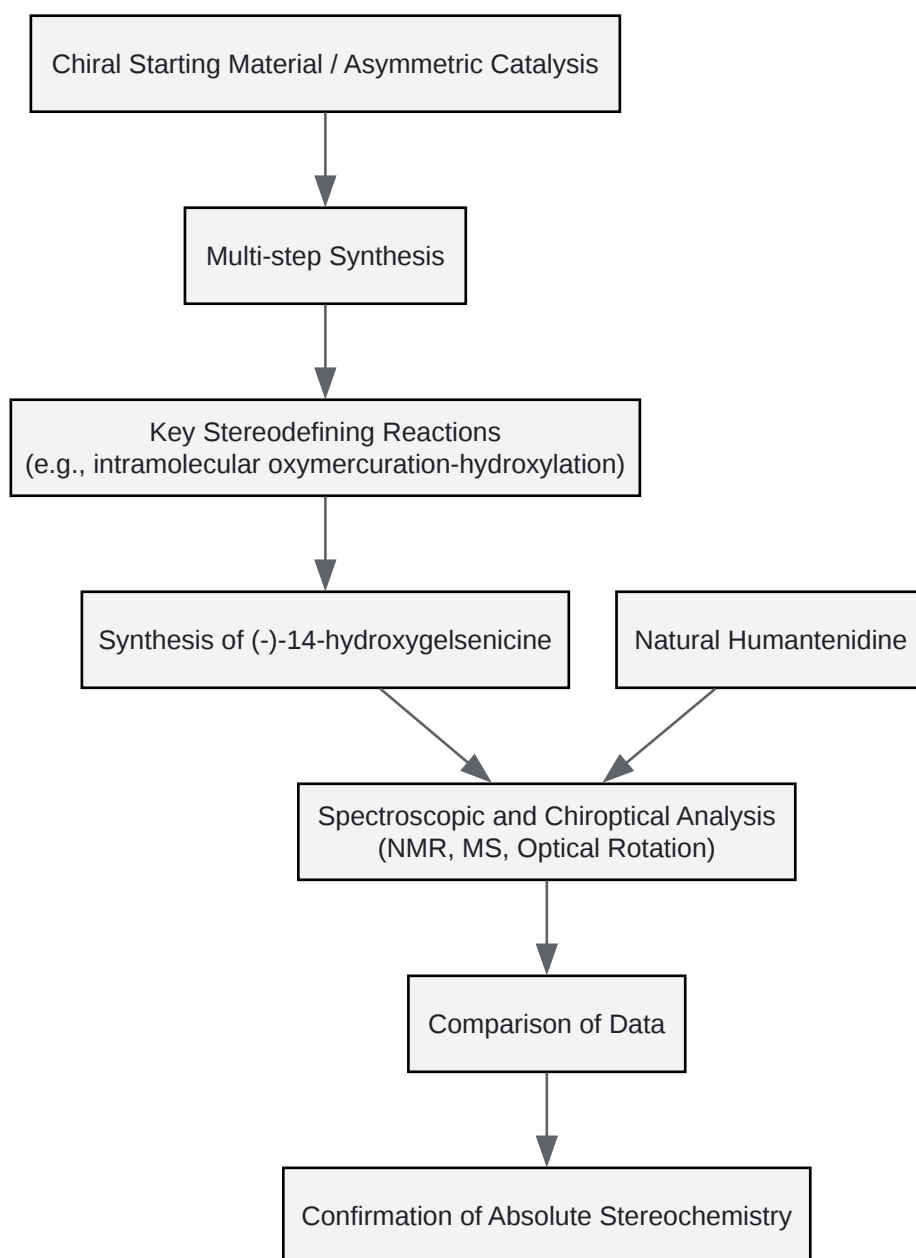 Chiral Starting Material / Asymmetric Catalysis
Multi-step Synthesis
Key Stereodefining Reactions
(e.g., intramolecular oxymercuration-hydroxylation)
Synthesis of (-)-14-hydroxygelsenicine
Natural Humantenidine
Spectroscopic and Chiroptical Analysis
(NMR, MS, Optical Rotation)
Comparison of Data
Confirmation of Absolute Stereochemistry